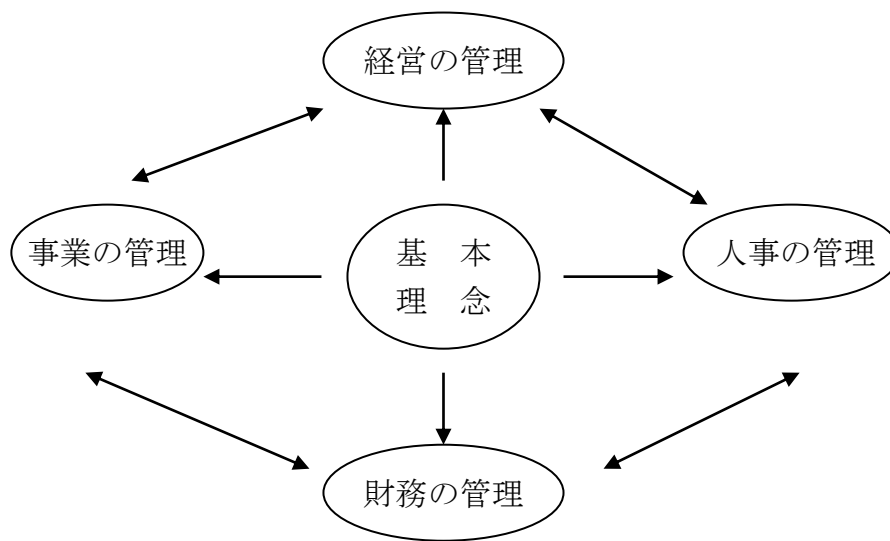 経営の管理
事業の管理
基　本
理　念
人事の管理
財務の管理